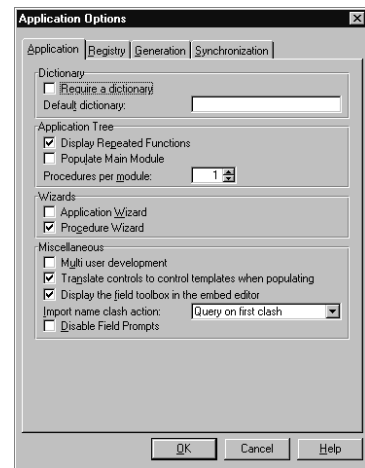 Application Options
Application Registry Generation Synchronization
Dictionary
Require a dictionary
Default dictionary:
Application Tree
Display Repeated Functions
Populate Main Module
Procedures per module: 1
Wizards
Application Wizard
Procedure Wizard
Miscellaneous
Multi user development
Translate controls to control templates when populating
Display the field toolbox in the embed editor
Import name clash action: Query on first clash
Disable Field Prompts
OK Cancel Help